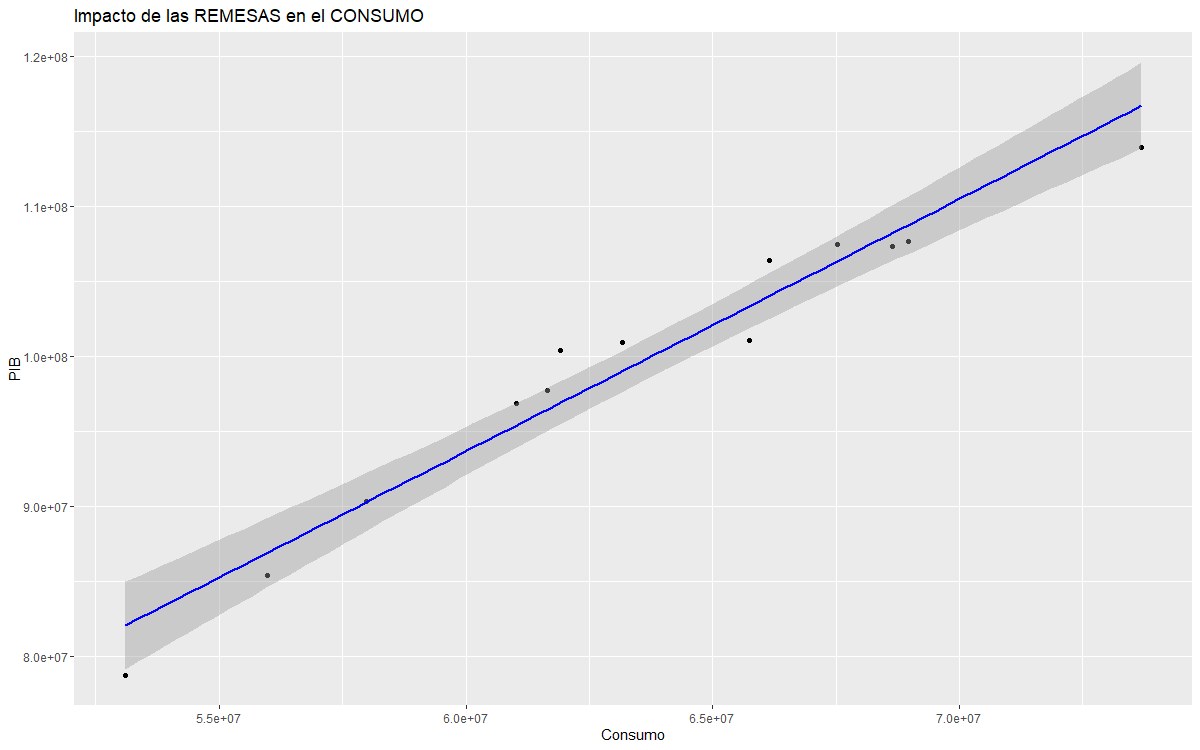 Impacto de las REMESAS en el CONSUMO
1.2e+08
1.1e+08
1.0e+08
9.0e+07
8.0e+07
PIB
5.5e+07 6.0e+07 6.5e+07 7.0e+07
Consumo